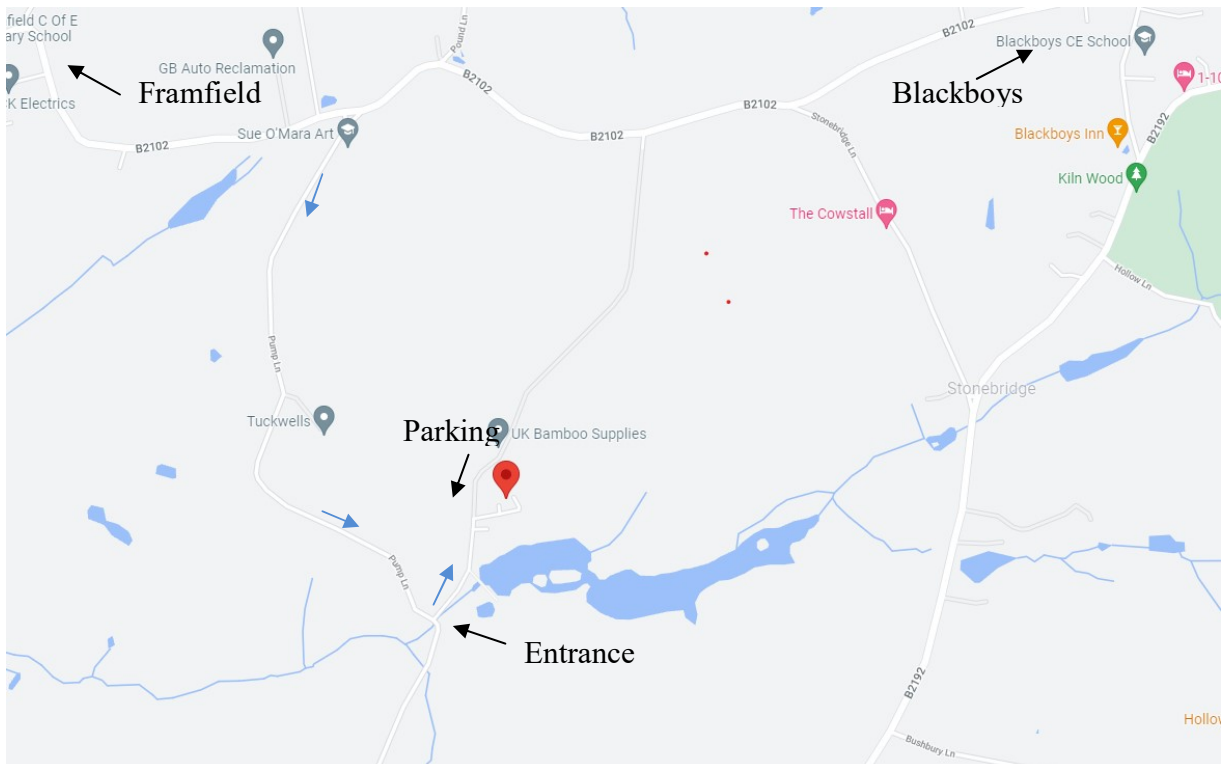 field C Of E
ary School
GB Auto Reclamation
K Electrics
Framfield
Pound Ln
B2102
B2102
Blackboys CE School
Blackboys
1-10
B2102
B2102
Stonebridge Ln
Sue O'Mara Art
B2102
Blackboys Inn
B2192
Kiln Wood
The Cowstall
Hollow Ln
Pump Ln
Stonebridge
Tuckwells
Parking
UK Bamboo Supplies
Pump Ln
Entrance
B2192
Hollow
Bushbury Ln